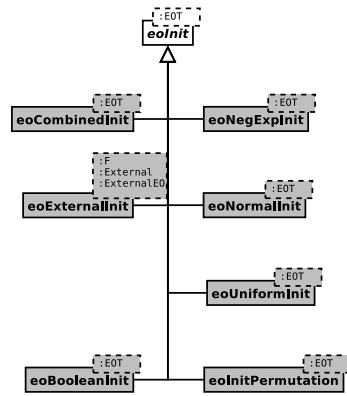 :EOT
eoInit
:EOT
eoCombinedInit
:EOT
eoNegExpInit
:F
:External
:ExternalEO
eoExternalInit
:EOT
eoNormalInit
:EOT
eoUniformInit
:EOT
eoBooleanInit
:EOT
eoInitPermutation